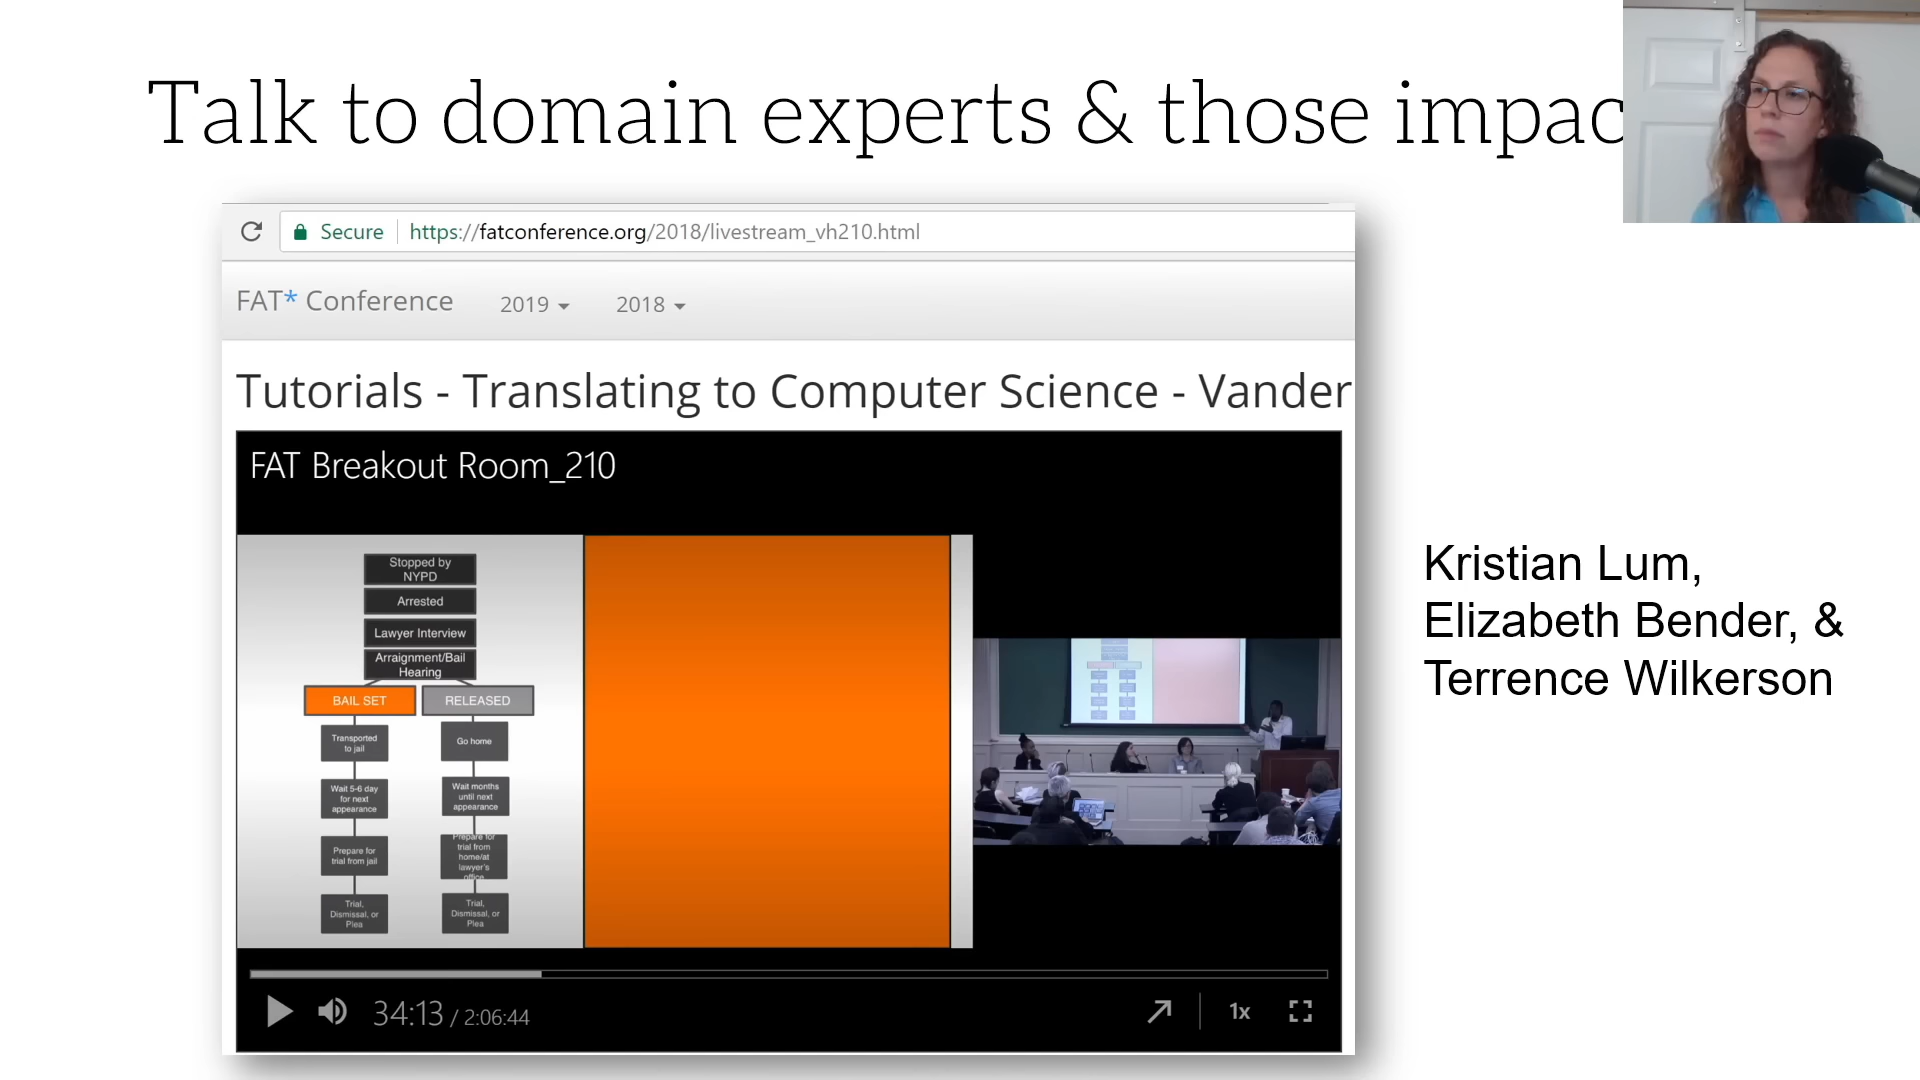 Talk to domain experts & those impac
Secure
https://fatconference.org/2018/livestream_vh210.html
FAT* Conference
2019
2018
Tutorials - Translating to Computer Science - Vander
FAT Breakout Room_210
Stopped by
NYPD
Arrested
Lawyer Interview
Arraignment/Bail
Hearing
BAIL SET
RELEASED
Transported
to jail
Go home
Wait 5-6 day
for next
appearance
Wait months
until next
appearance
Prepare for
trial from jail
Prepare for
trial from
home/at
lawyer's
office
Trial,
Dismissal, or
Plea
Trial,
Dismissal, or
Plea
Kristian Lum,
Elizabeth Bender, &
Terrence Wilkerson
34:13 / 2:06:44
1x